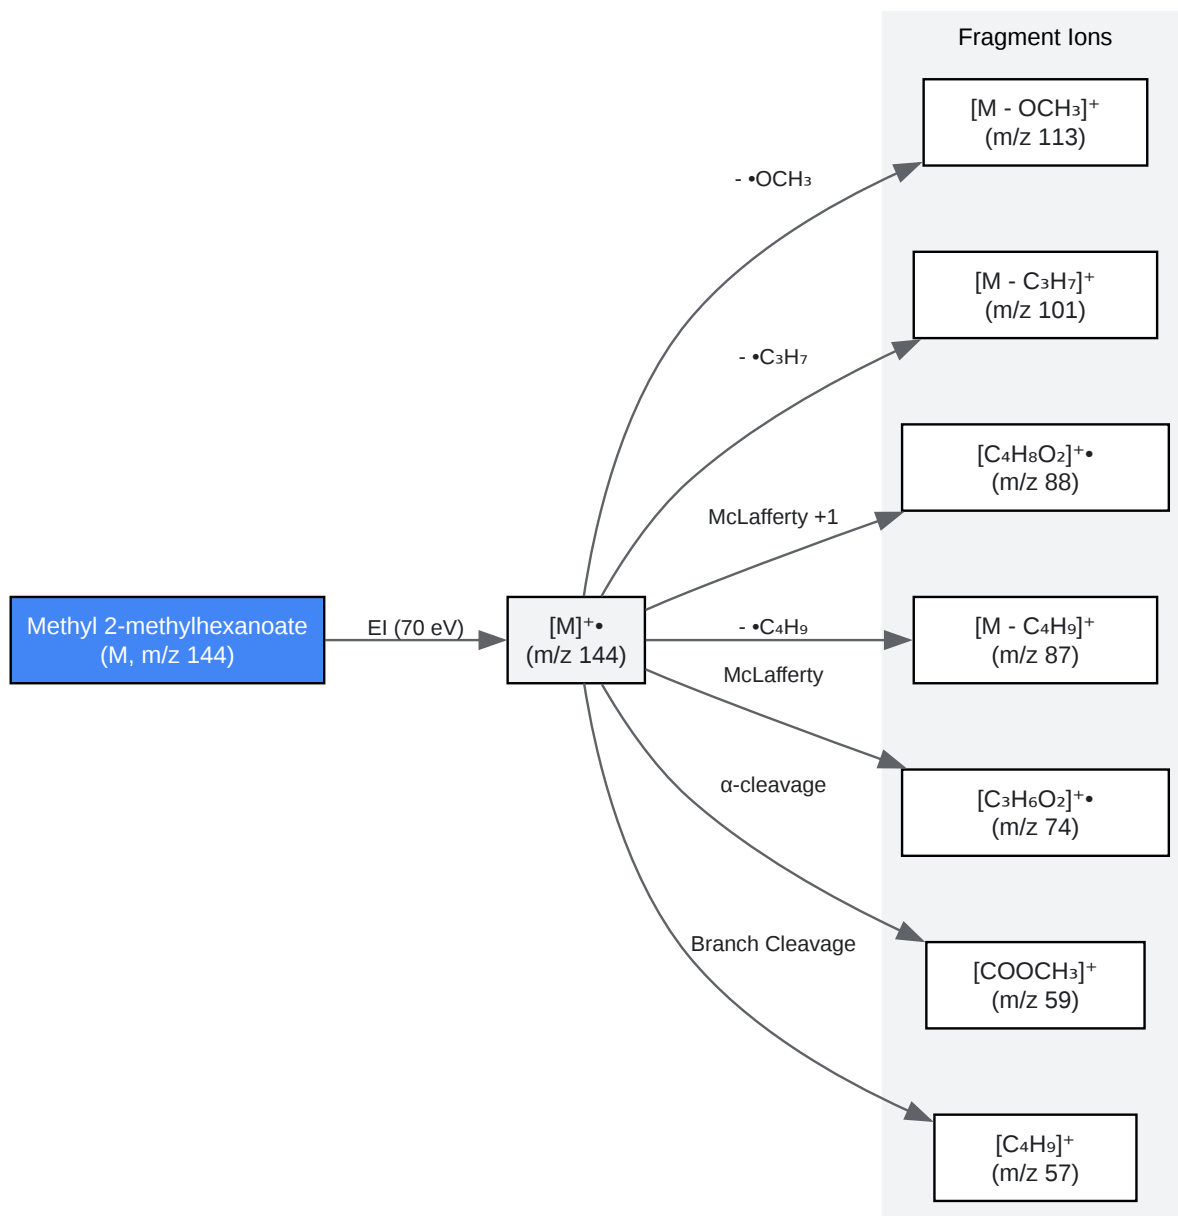 Fragment Ions
[M - OCH₃]⁺
(m/z 113)
- •OCH₃
[M - C₃H₇]⁺
(m/z 101)
- •C₃H₇
[C₄H₈O₂]⁺•
(m/z 88)
McLafferty +1
Methyl 2-methylhexanoate
(M, m/z 144)
EI (70 eV)
[M]⁺•
(m/z 144)
- •C₄H₉
[M - C₄H₉]⁺
(m/z 87)
McLafferty
[C₃H₆O₂]⁺•
(m/z 74)
α-cleavage
[COOCH₃]⁺
(m/z 59)
Branch Cleavage
[C₄H₉]⁺
(m/z 57)